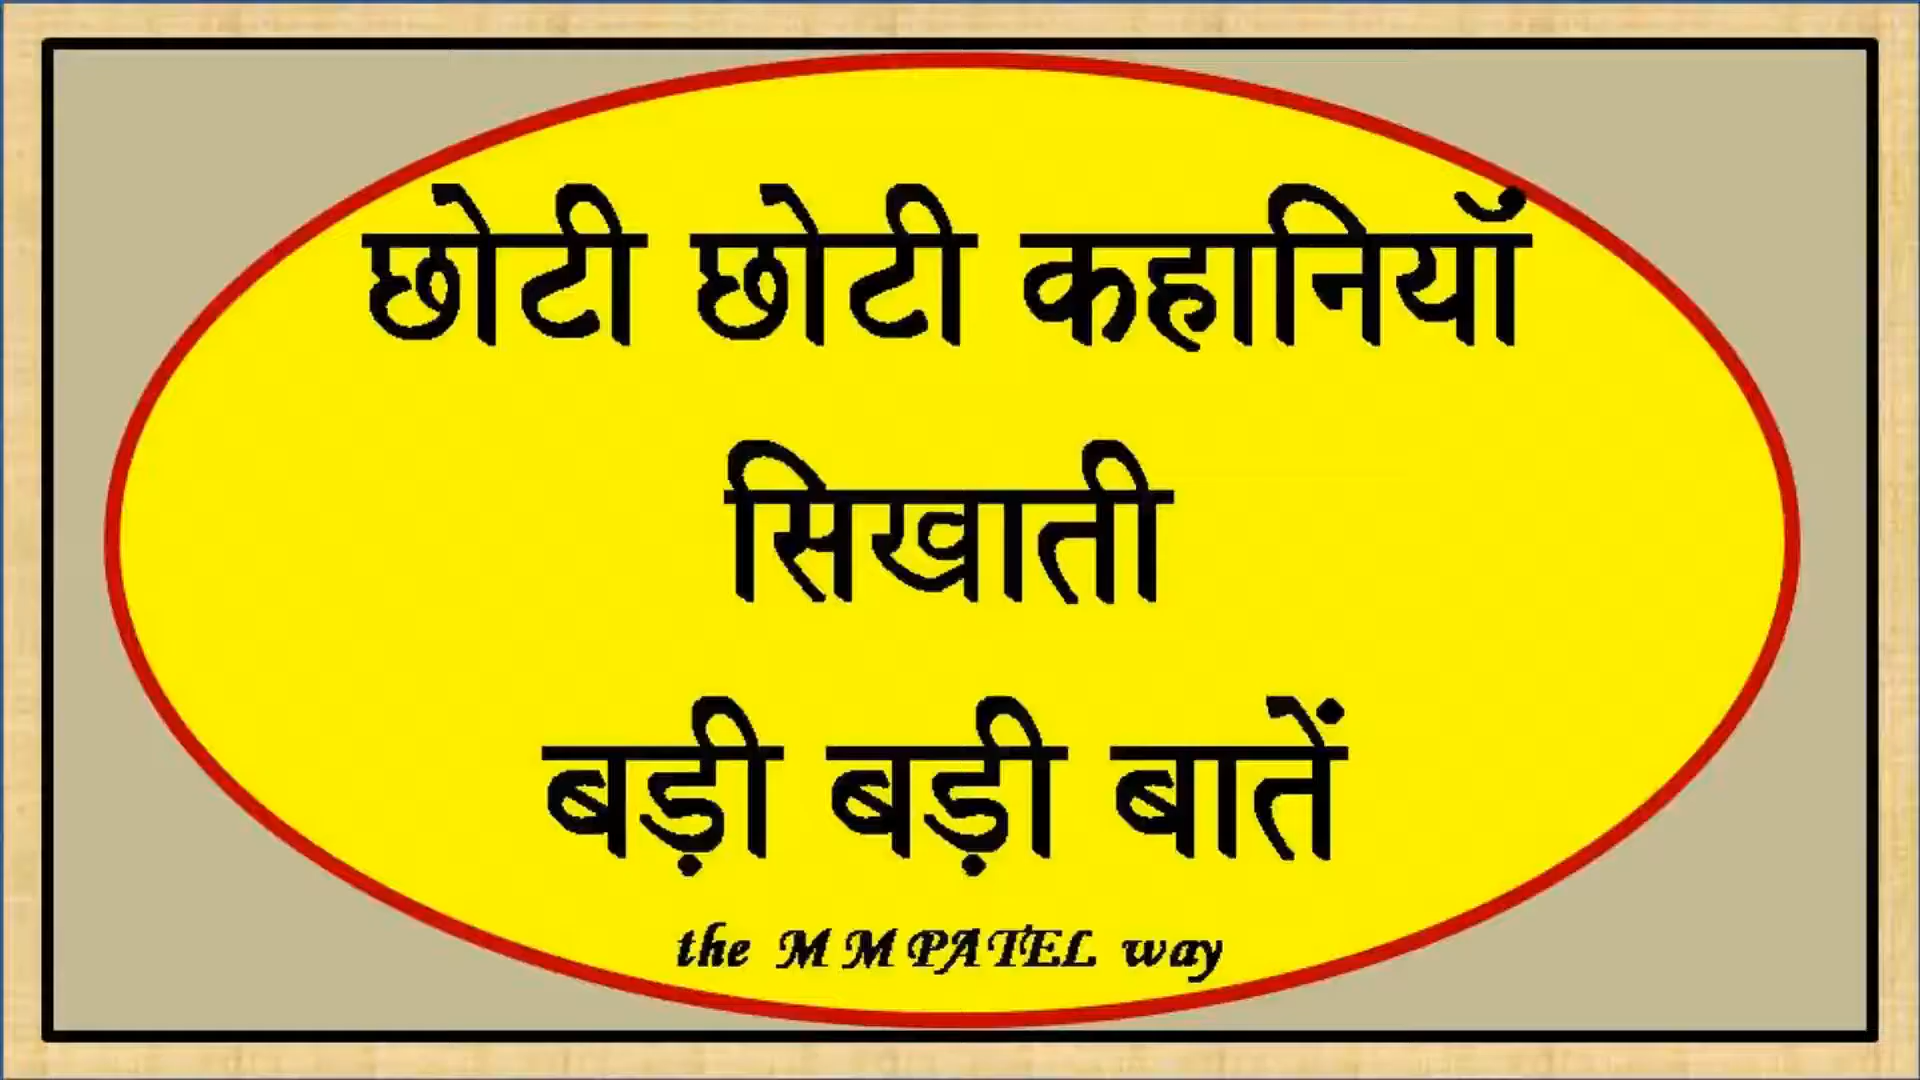 छोटी छोटी कहानियाँ
सिखाती
बड़ी बड़ी बातें
the M M PATEL way